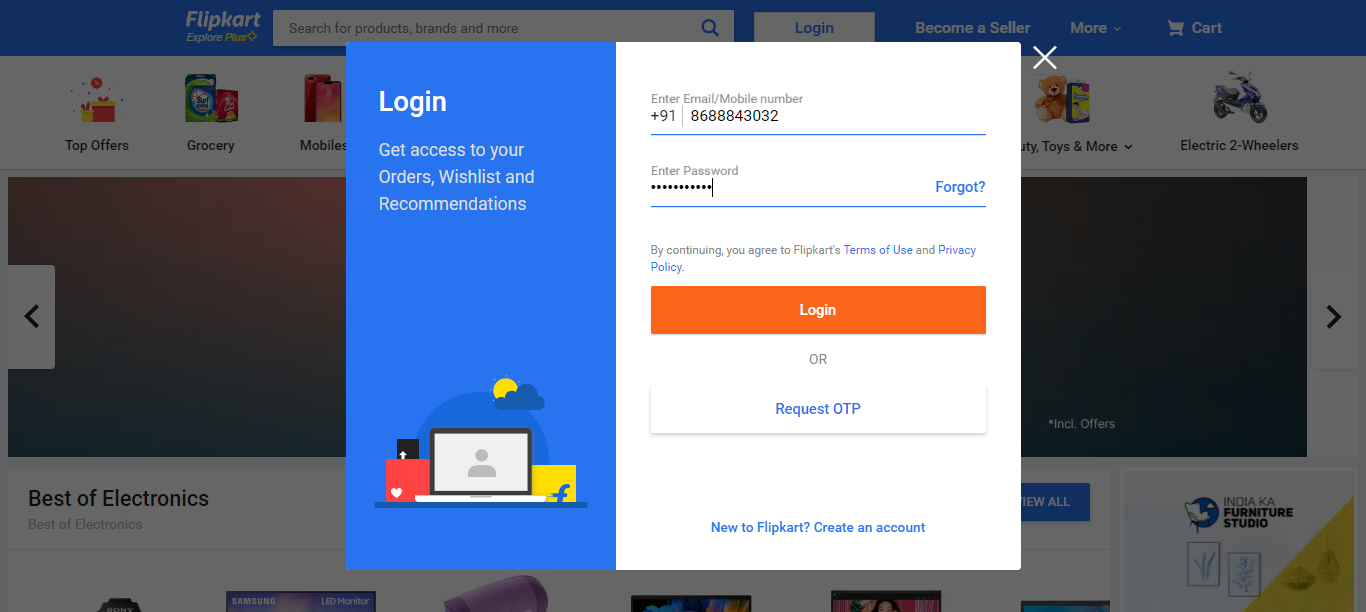 Flipkart
Explore Plus
Search for products, brands and more
Login
Become a Seller
More
Cart
Top Offers
Grocery
Mobiles
uty, Toys & More
Electric 2-Wheelers
Login
Get access to your
Orders, Wishlist and
Recommendations
Enter Email/Mobile number
+91 8688843032
Enter Password
•••••••••••
Forgot?
By continuing, you agree to Flipkart's Terms of Use and Privacy
Policy.
Login
OR
Request OTP
New to Flipkart? Create an account
*Incl. Offers
Best of Electronics
Best of Electronics
IEW ALL
INDIA KA
FURNITURE
STUDIO
SONY
SAMSUNG
LED Monitor